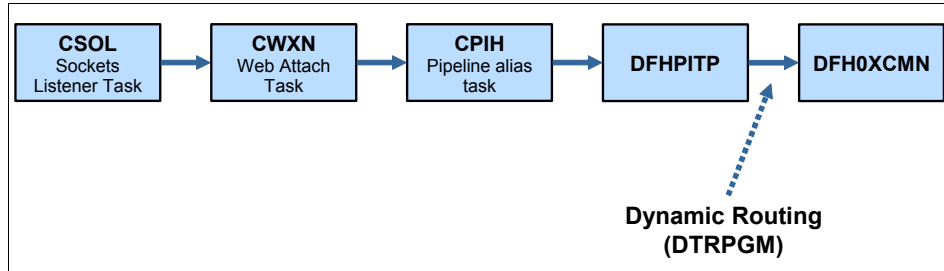 CSOL
Sockets
Listener Task
CWXN
Web Attach
Task
CPIH
Pipeline alias
task
DFHPITP
DFH0XCMN
Dynamic Routing
(DTRPGM)